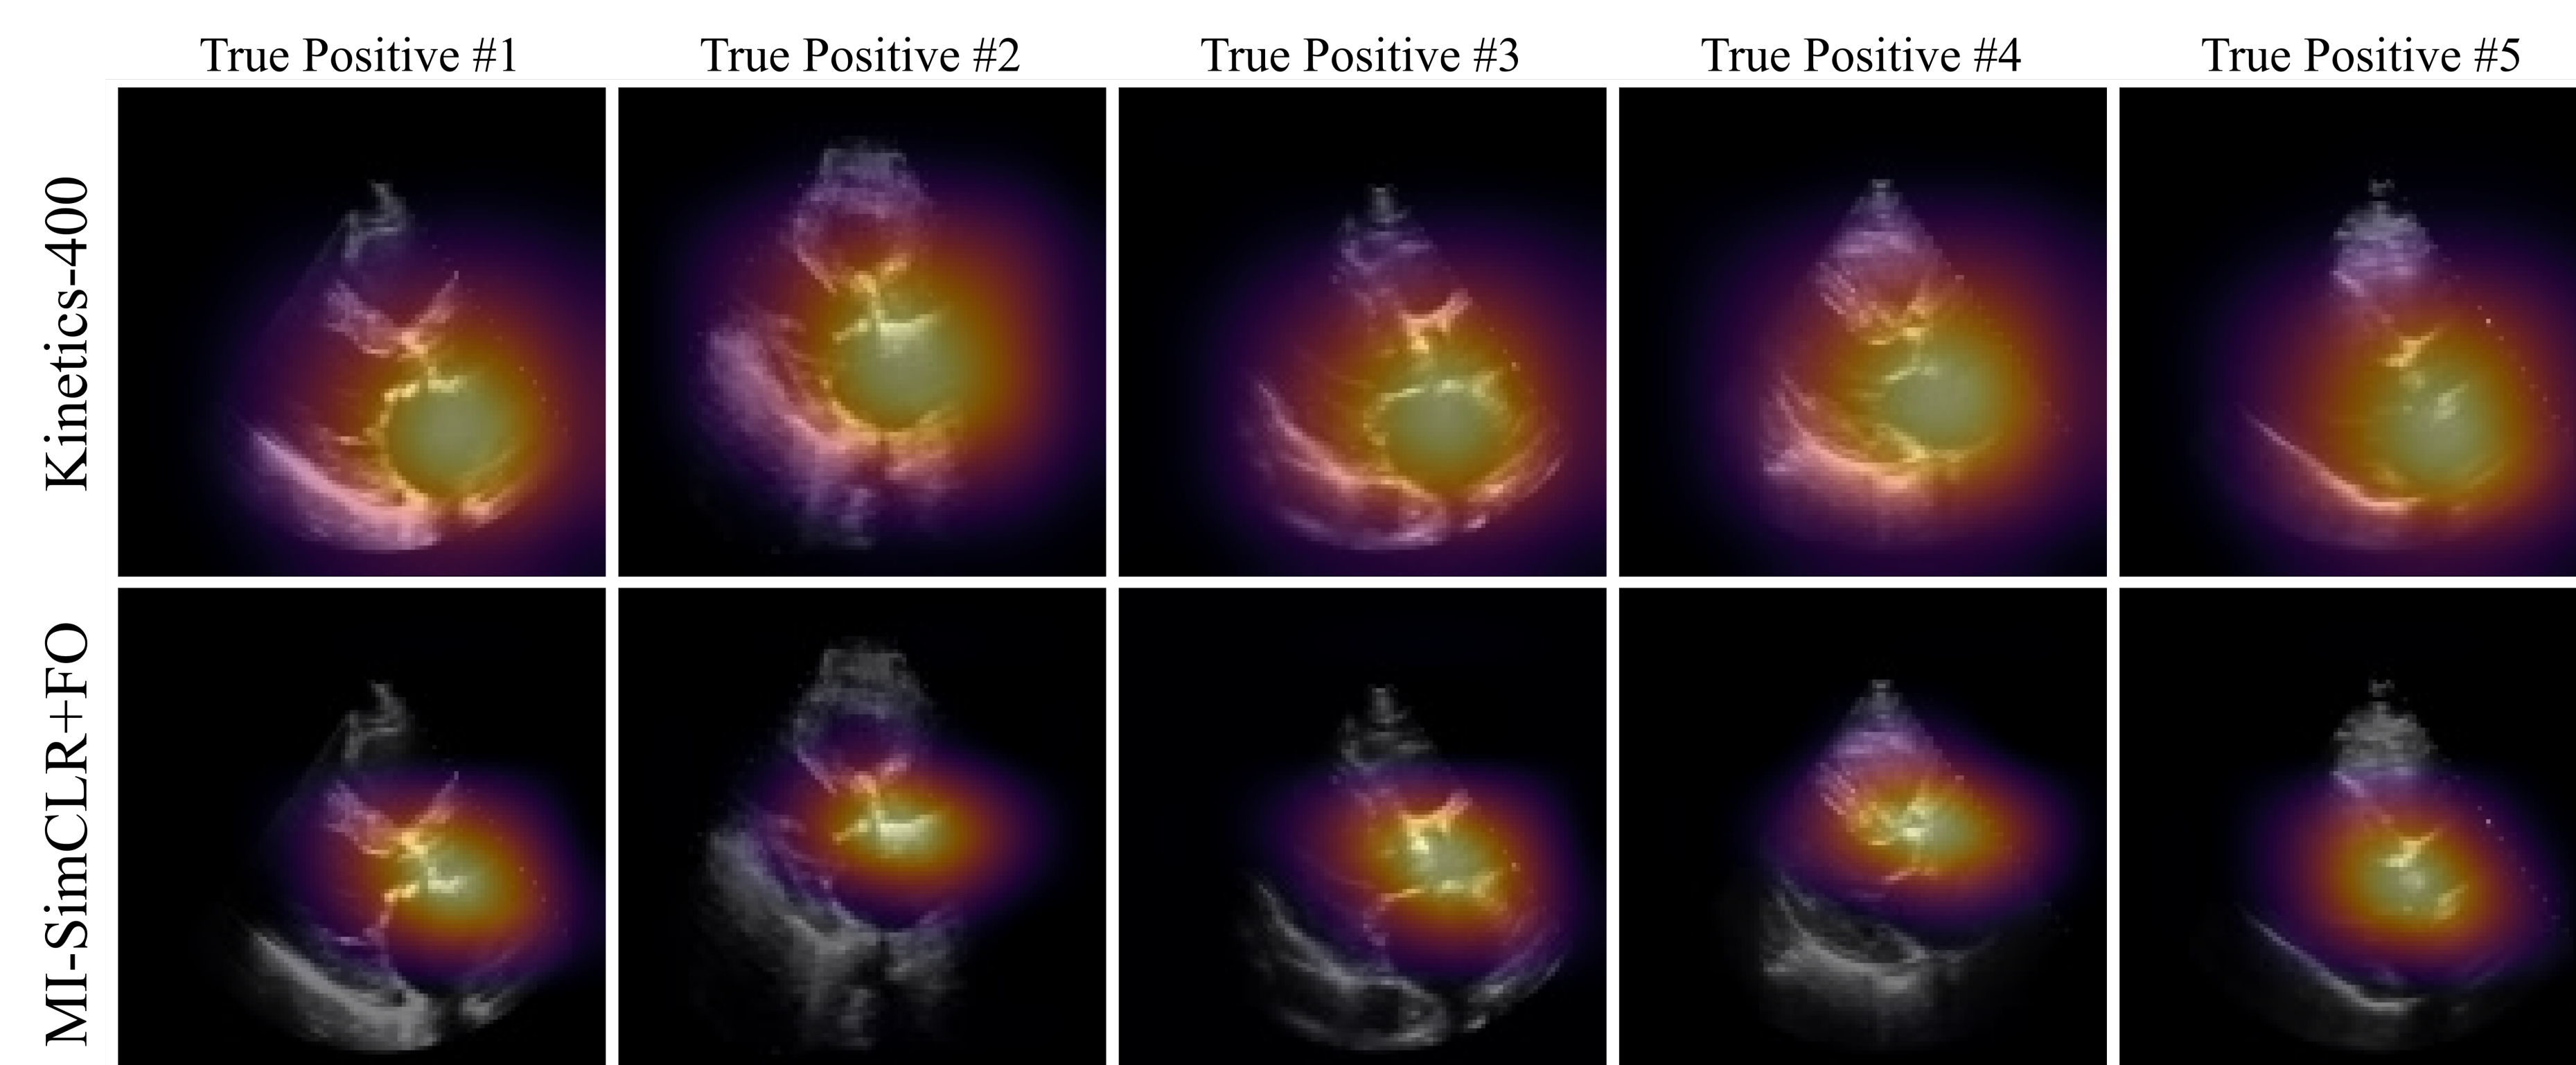 True Positive #1
True Positive #2
True Positive #3
True Positive #4
True Positive #5
Kinetics-400
MI-SimCLR+FO